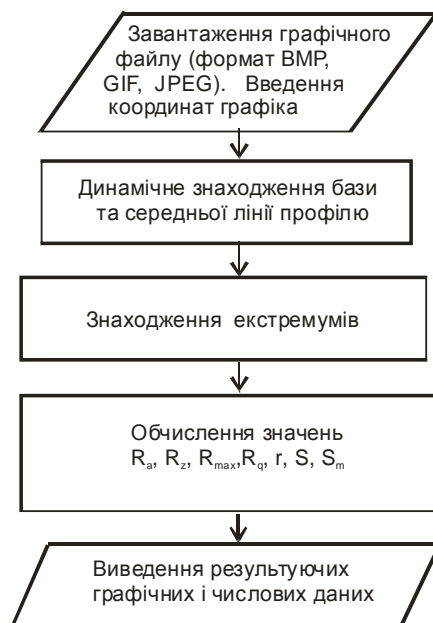 Завантаження графічного
файлу (формат BMP,
GIF, JPEG). Введення
координат графіка
Динамічне знаходження бази
та середньої лінії профілю
Знаходження екстремумів
Обчислення значень
Ra, Rz, Rmax,Rq, r, S, Sm
Виведення результуючих
графічних і числових даних